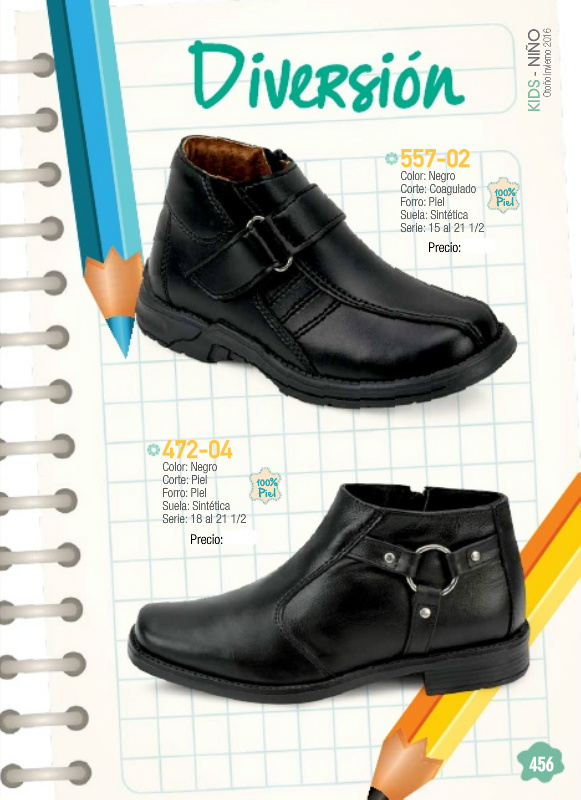 Diversión
KIDS - NIÑO
Otoño Invierno 2016
557-02
Color: Negro
Corte: Coagulado
Forro: Piel
Suela: Sintética
Serie: 15 al 21 1/2
Precio:
100%
Piel
472-04
Color: Negro
Corte: Piel
Forro: Piel
Suela: Sintética
Serie: 18 al 21 1/2
Precio:
100%
Piel
456